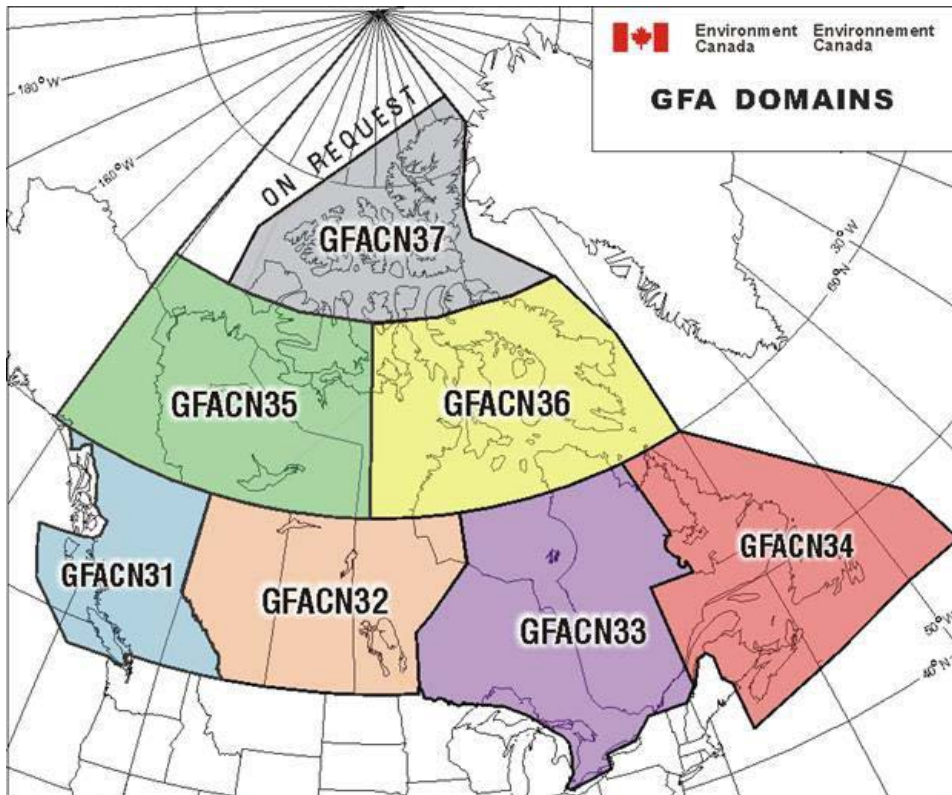 Environment Environnement
Canada Canada
GFA DOMAINS
180°W
160°W
ON REQUEST
GFACN37
30°W
60°N
GFACN35
GFACN36
GFACN34
GFACN31
GFACN32
GFACN33
50°W
40°N